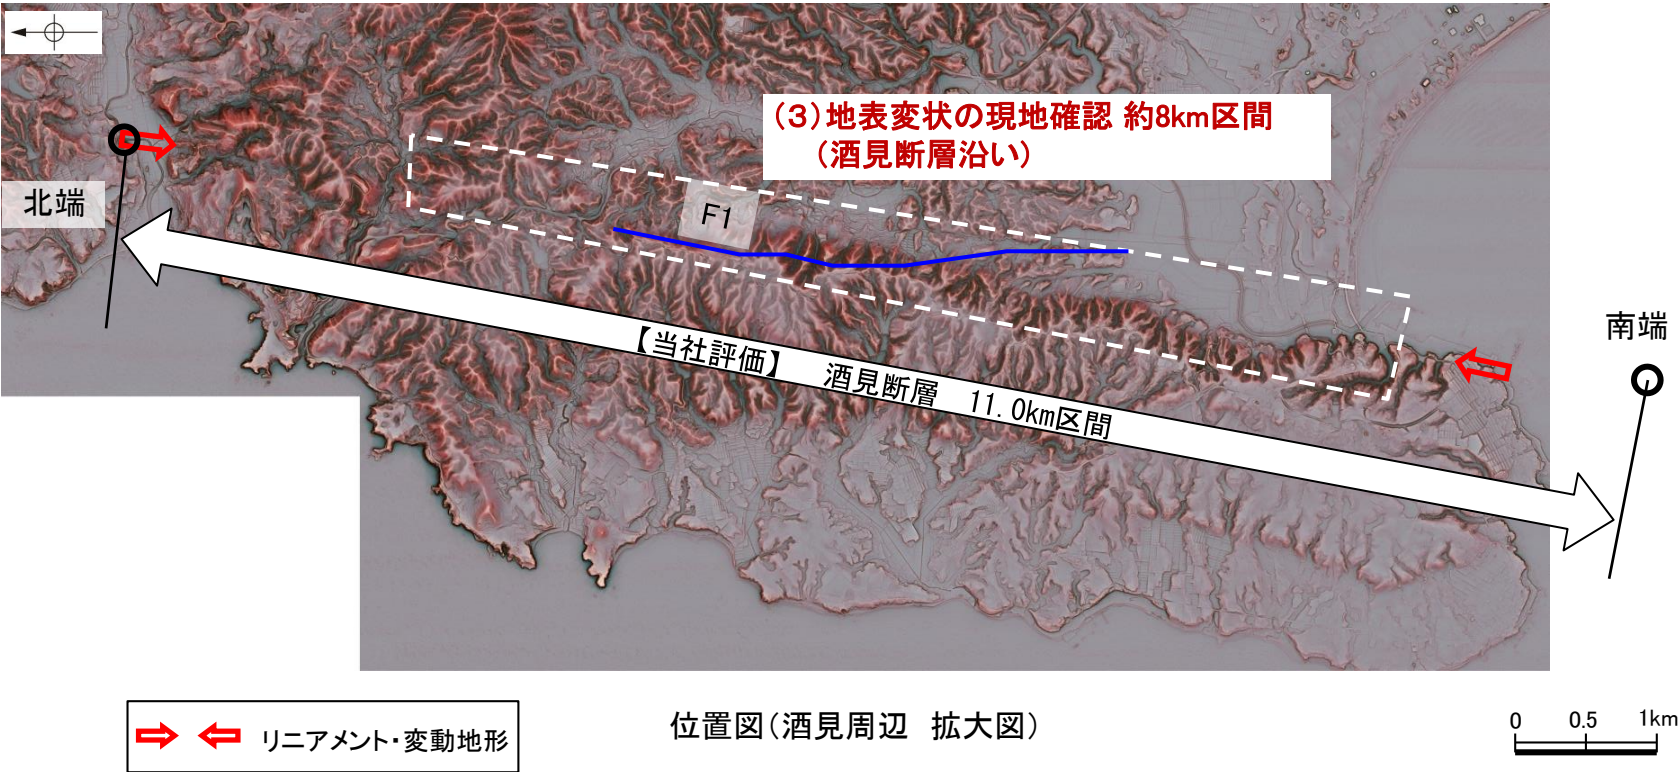 (3)地表変状の現地確認 約8km区間
(酒見断層沿い)
北端
F1
南端
【当社評価】 酒見断層 11.0km区間
リニアメント・変動地形
位置図(酒見周辺 拡大図)
0 0.5 1km